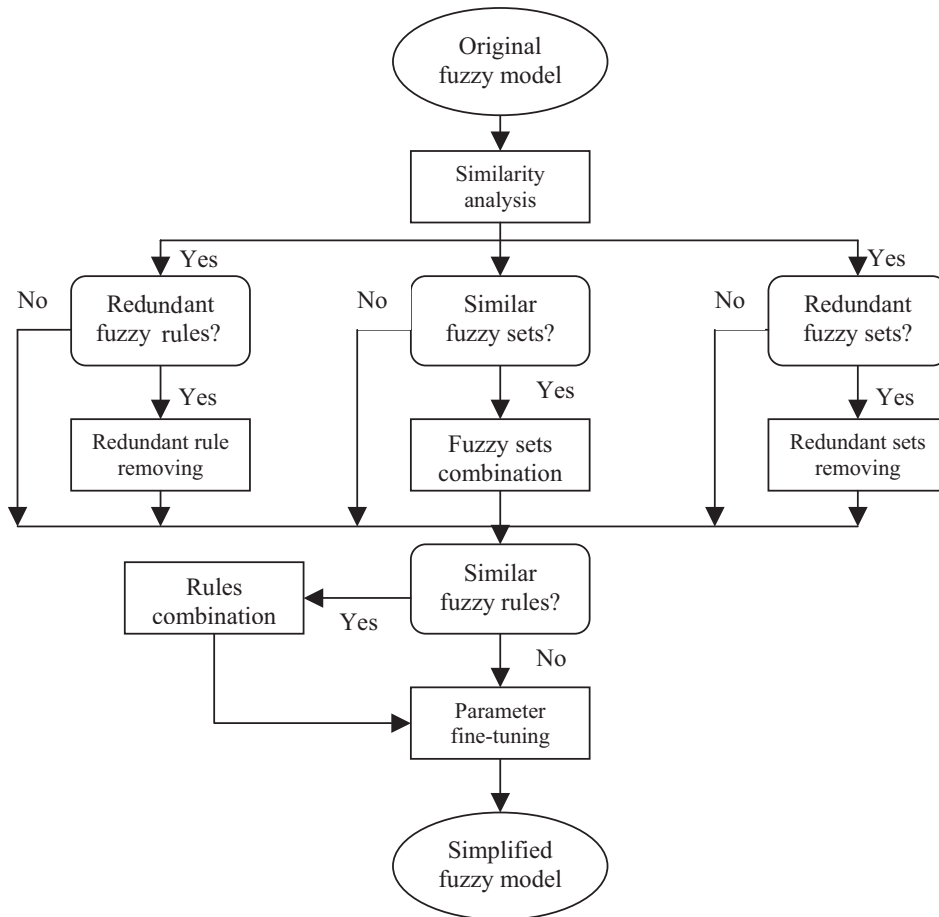 Original
fuzzy model
Similarity
analysis
Yes
Yes
No
Redundant
fuzzy rules?
No
Similar
fuzzy sets?
No
Redundant
fuzzy sets?
Yes
Yes
Yes
Redundant rule
removing
Fuzzy sets
combination
Redundant sets
removing
Rules
combination
Yes
Similar
fuzzy rules?
No
Parameter
fine-tuning
Simplified
fuzzy model